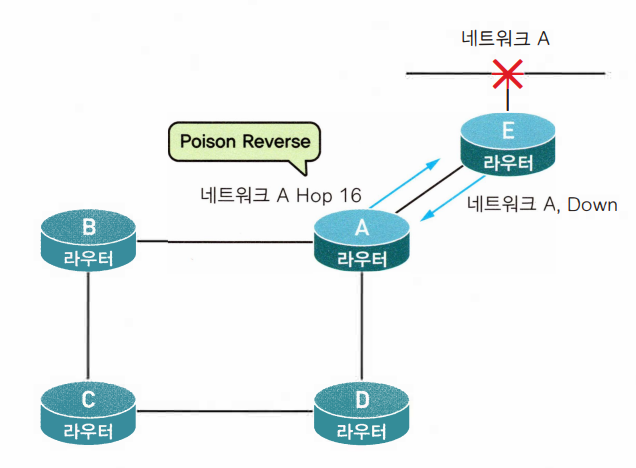 네트워크 A
E
라우터
Poison Reverse
네트워크 A Hop 16
네트워크 A, Down
B
라우터
A
라우터
C
라우터
D
라우터